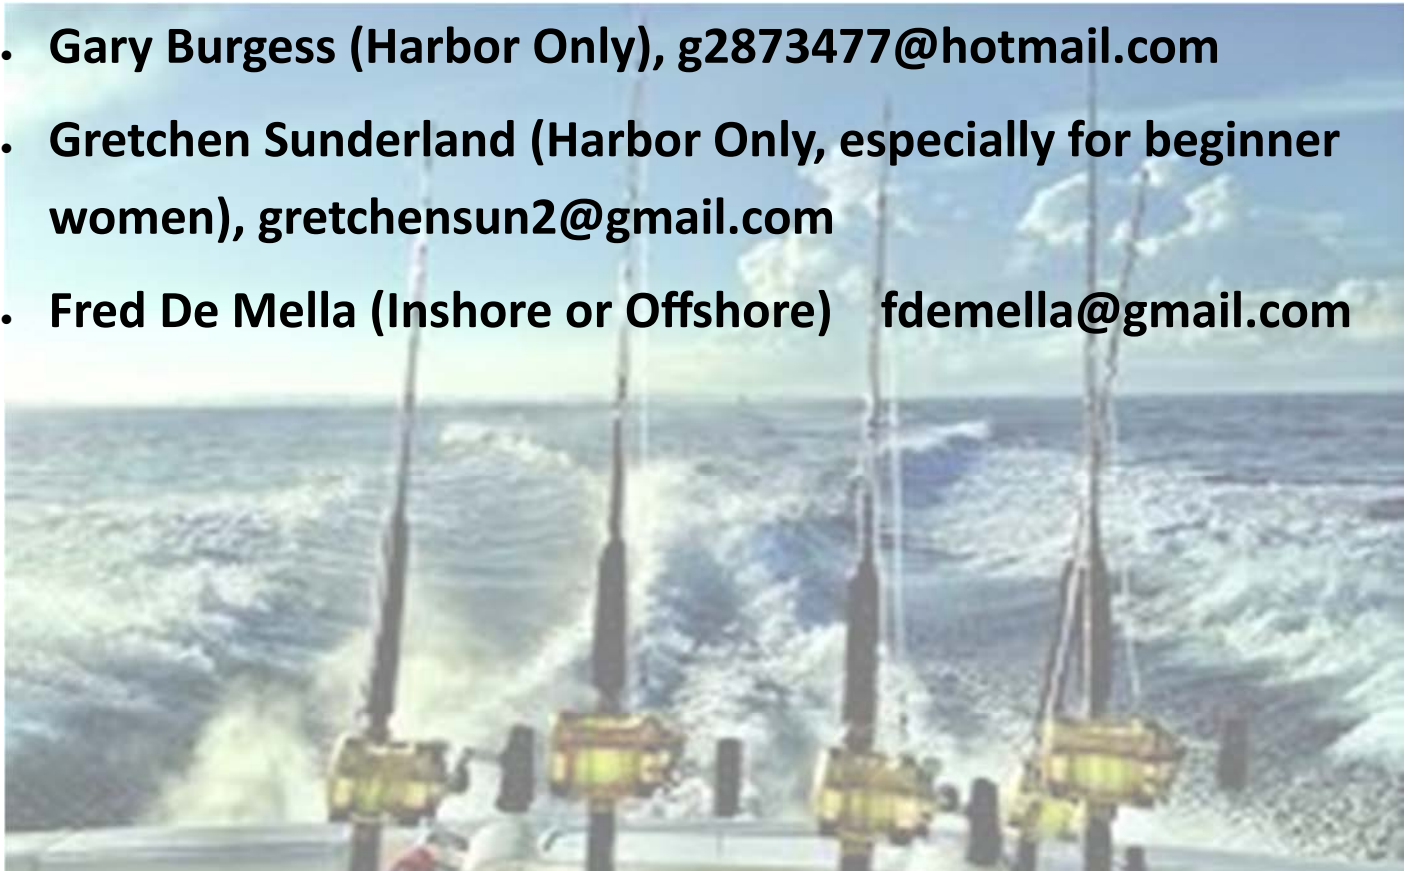 • Gary Burgess (Harbor Only), g2873477@hotmail.com
• Gretchen Sunderland (Harbor Only, especially for beginner
women), gretchensun2@gmail.com
• Fred De Mella (Inshore or Offshore) fdemella@gmail.com